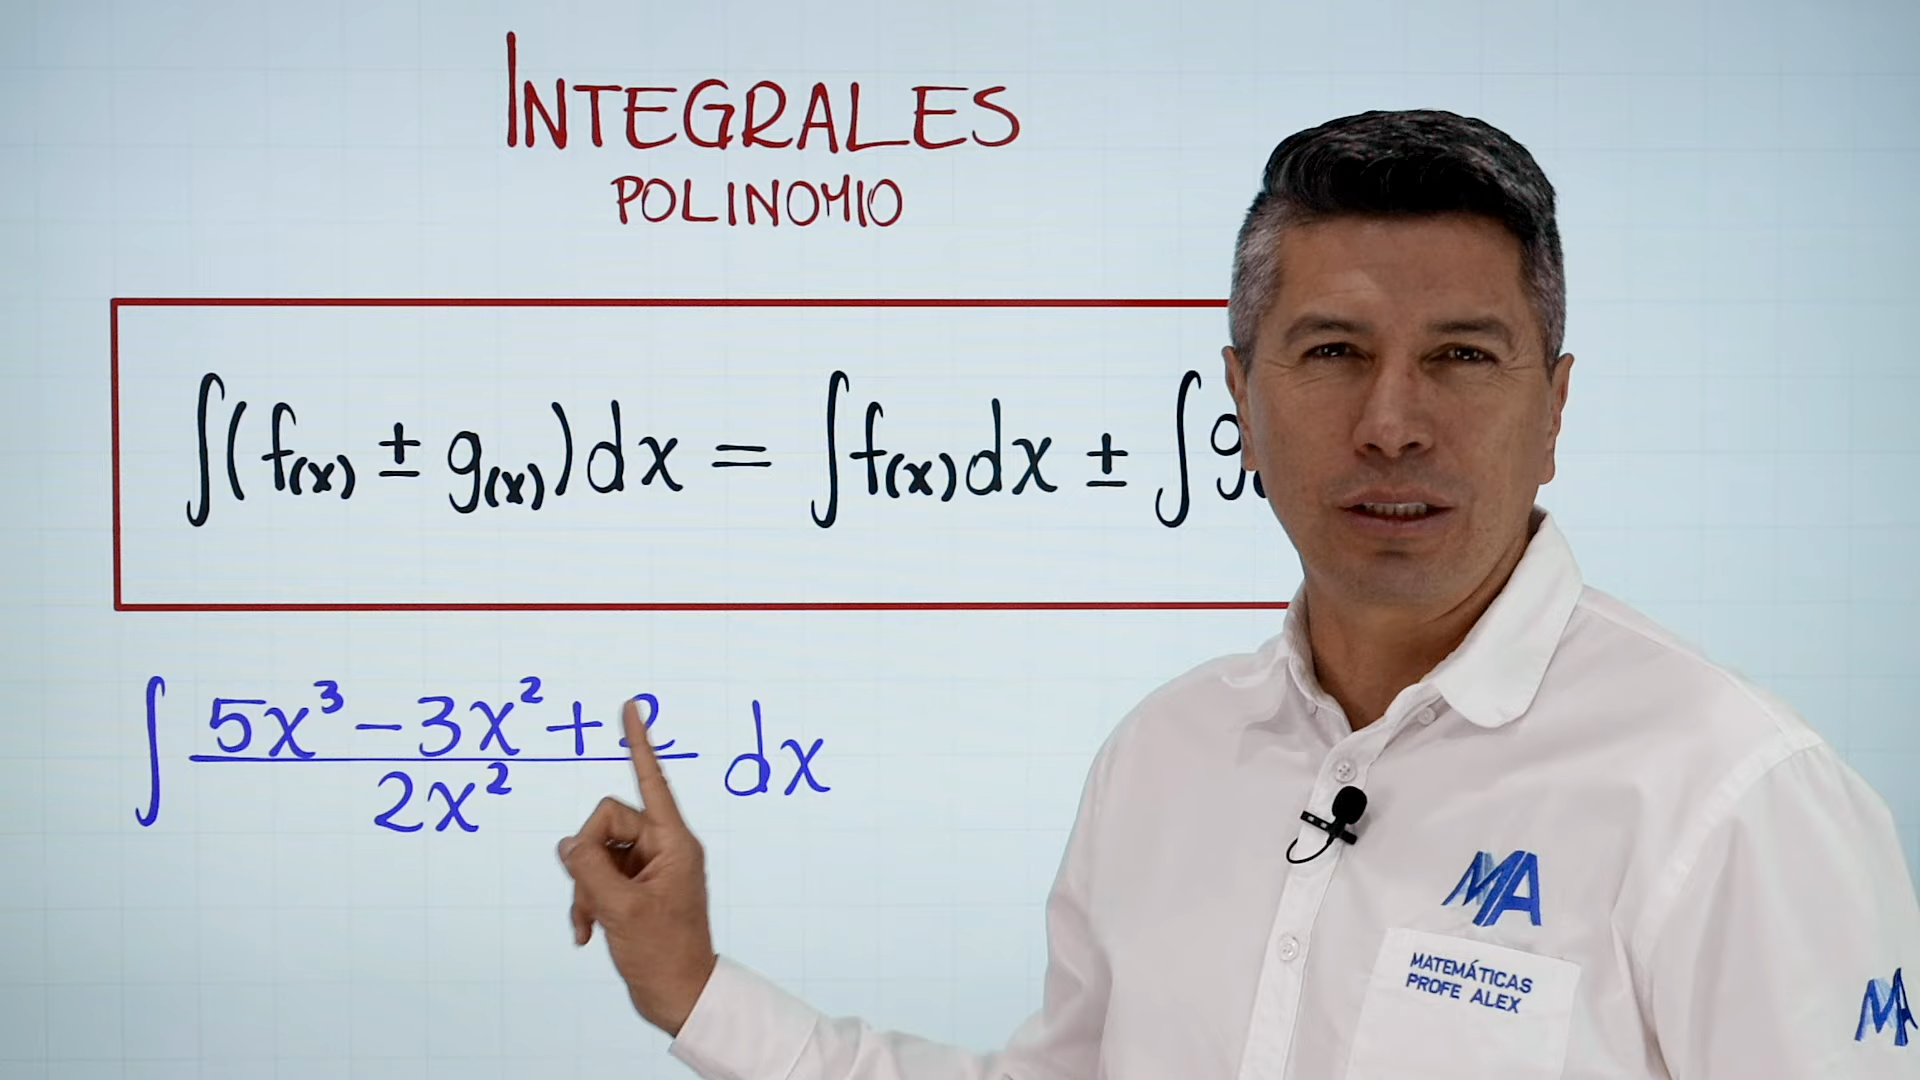 INTEGRALES
POLINOMIO
∫(f(x) ± g(x))dx = ∫f(x)dx ± ∫g
∫ (5x³ − 3x² + 2)/(2x²) dx
MA
MATEMÁTICAS
PROFE ALEX
MA